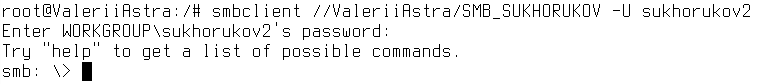 root@ValeriiAstra:/# smbclient //ValeriiAstra/SMB_SUKHORUKOV -U sukhorukov2
Enter WORKGROUP\sukhorukov2's password:
Try "help" to get a list of possible commands.
smb: \>